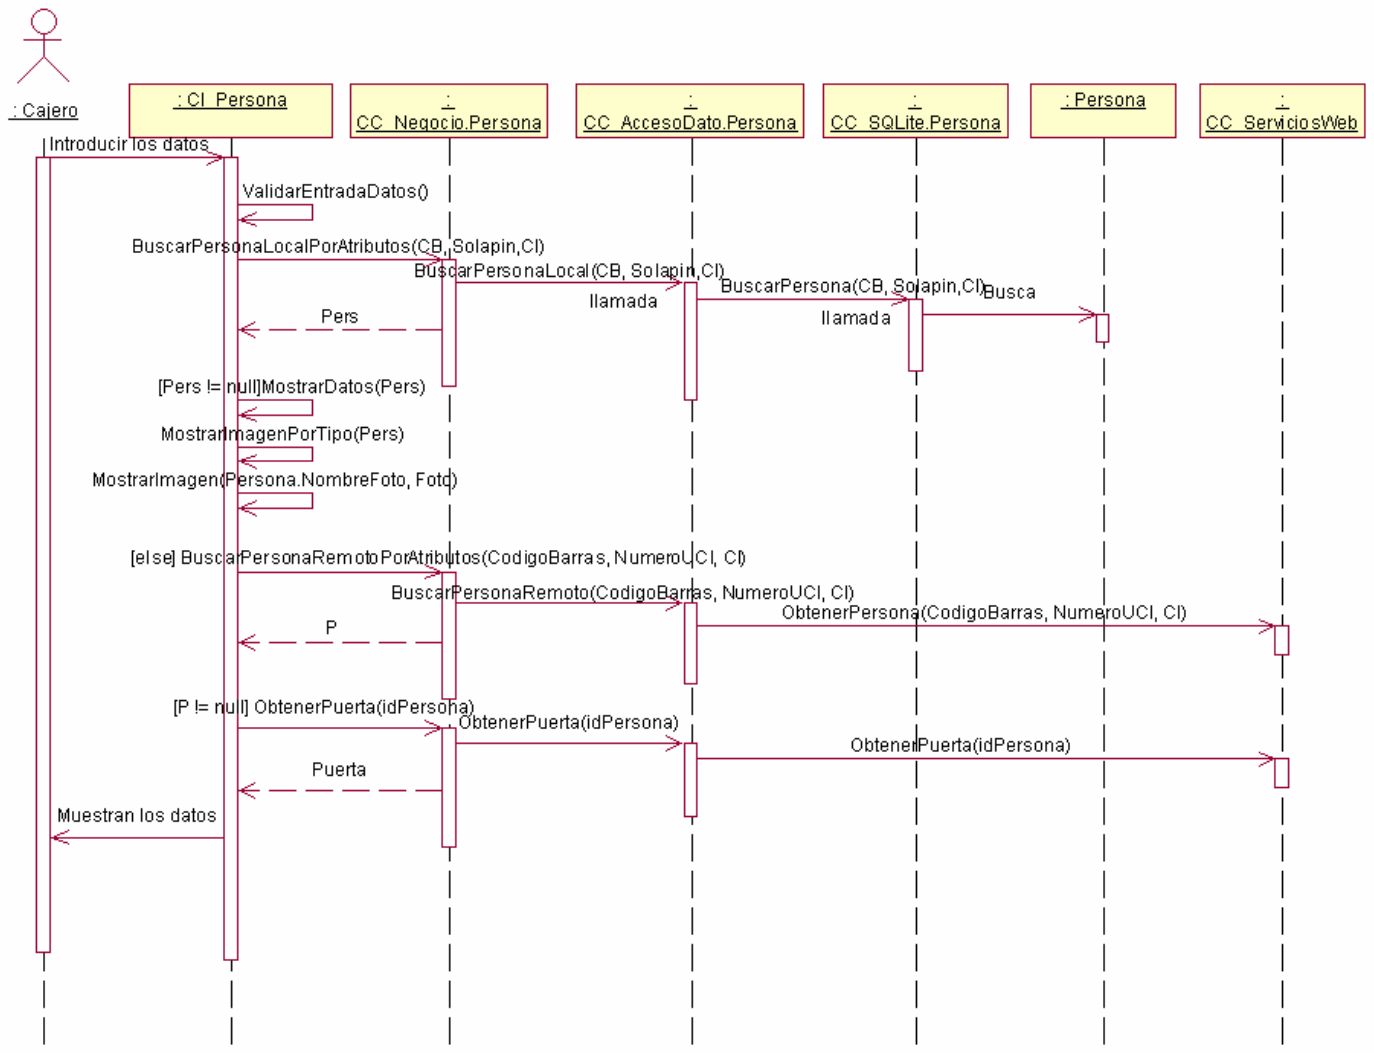 : Cajero
: CI_Persona
:
CC_Negocio.Persona
:
CC_AccesoDato.Persona
:
CC_SQLite.Persona
: Persona
:
CC_ServiciosWeb
Introducir los datos
ValidarEntradaDatos()
BuscarPersonaLocalPorAtributos(CB, Solapin,CI)
BuscarPersonaLocal(CB, Solapin,CI)
llamada
BuscarPersona(CB, Solapin,CI)
llamada
Busca
Pers
[Pers != null]MostrarDatos(Pers)
MostrarImagenPorTipo(Pers)
MostrarImagen(Persona.NombreFoto, Foto)
[else] BuscarPersonaRemotoPorAtributos(CodigoBarras, NumeroUCI, CI)
BuscarPersonaRemoto(CodigoBarras, NumeroUCI, CI)
ObtenerPersona(CodigoBarras, NumeroUCI, CI)
P
[P != null] ObtenerPuerta(idPersona)
ObtenerPuerta(idPersona)
ObtenerPuerta(idPersona)
Puerta
Muestran los datos